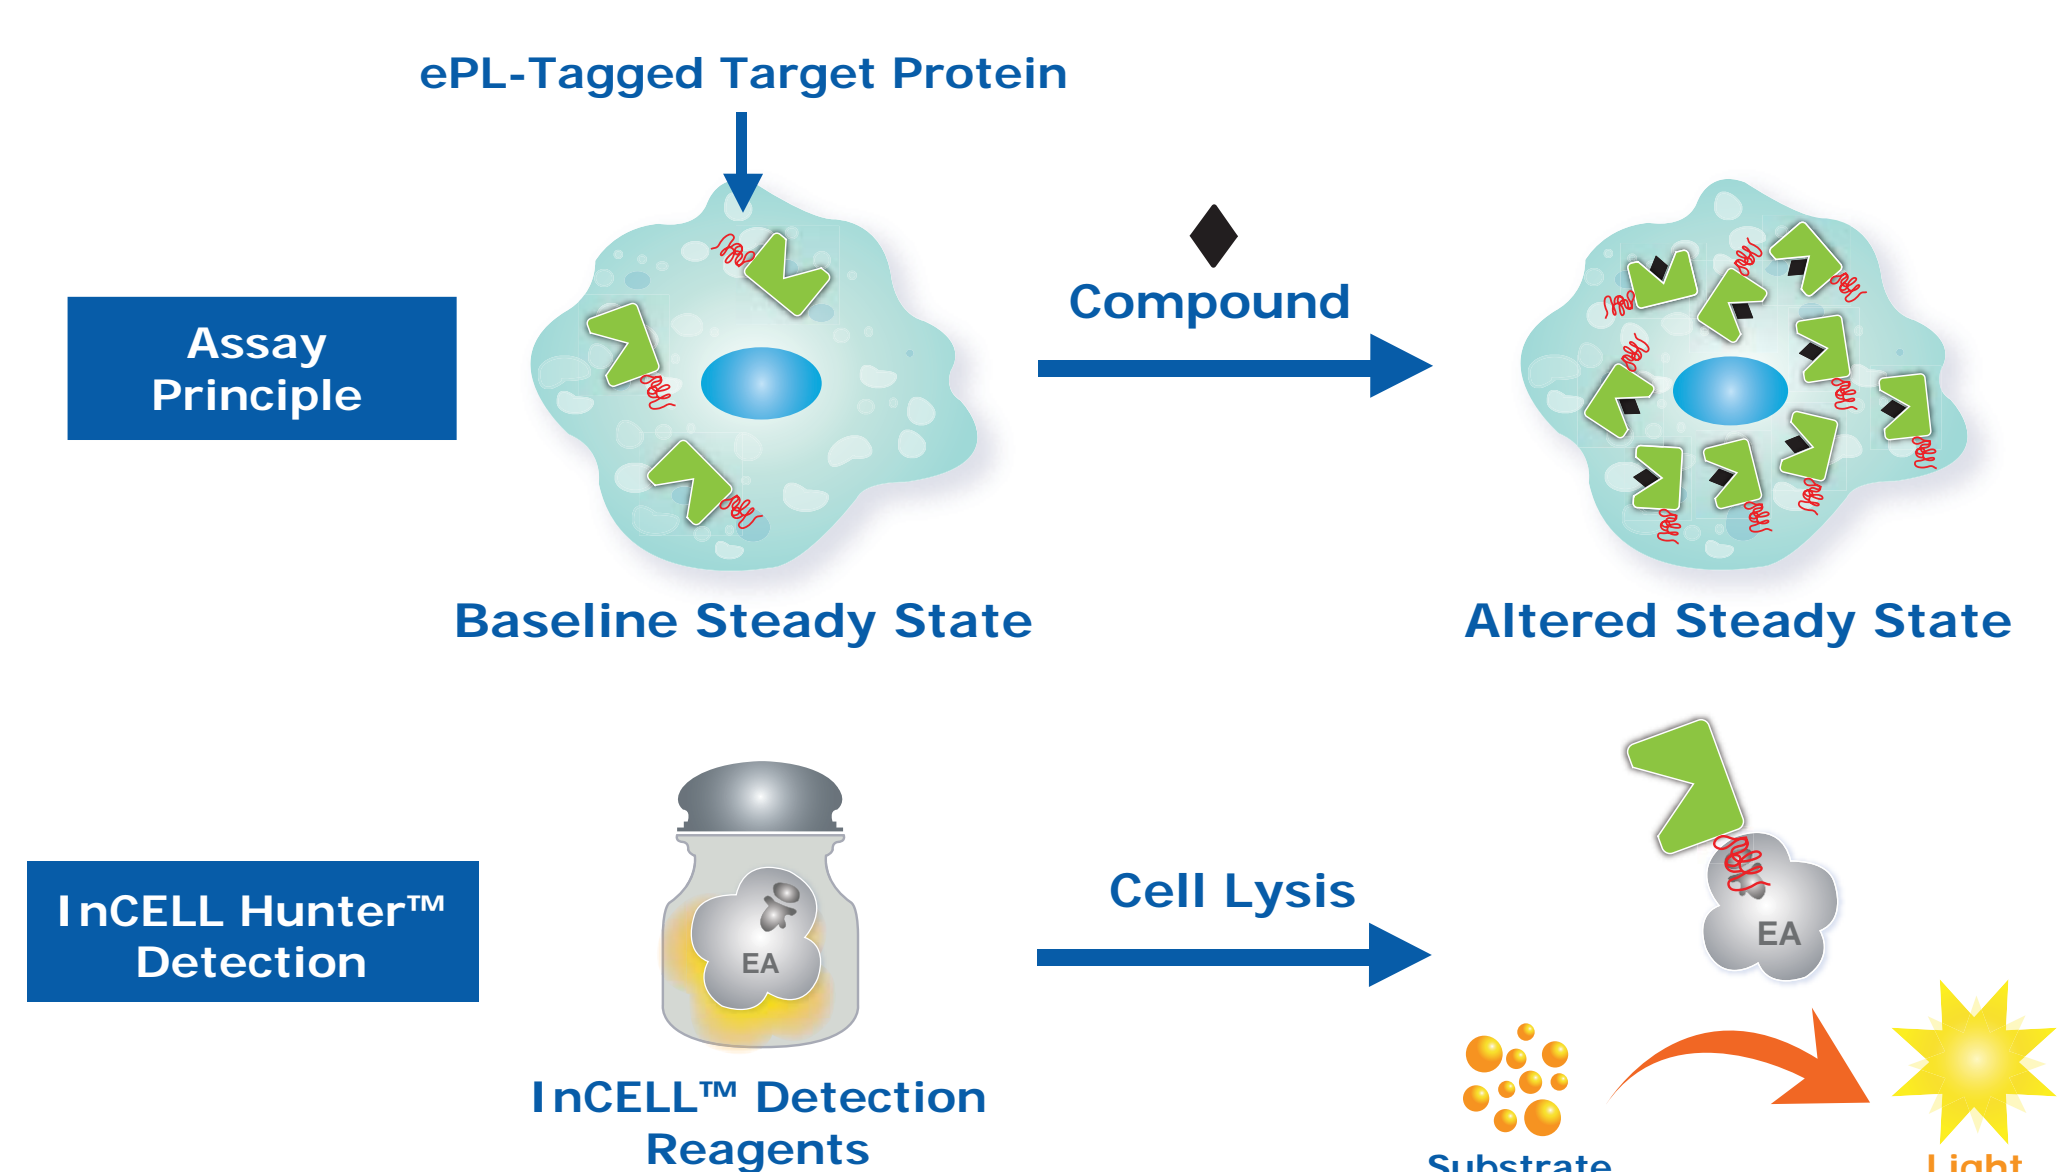 ePL-Tagged Target Protein
Assay
Principle
Compound
Baseline Steady State
Altered Steady State
InCELL Hunter™
Detection
EA
Cell Lysis
EA
InCELL™ Detection
Reagents
Substrate
Light